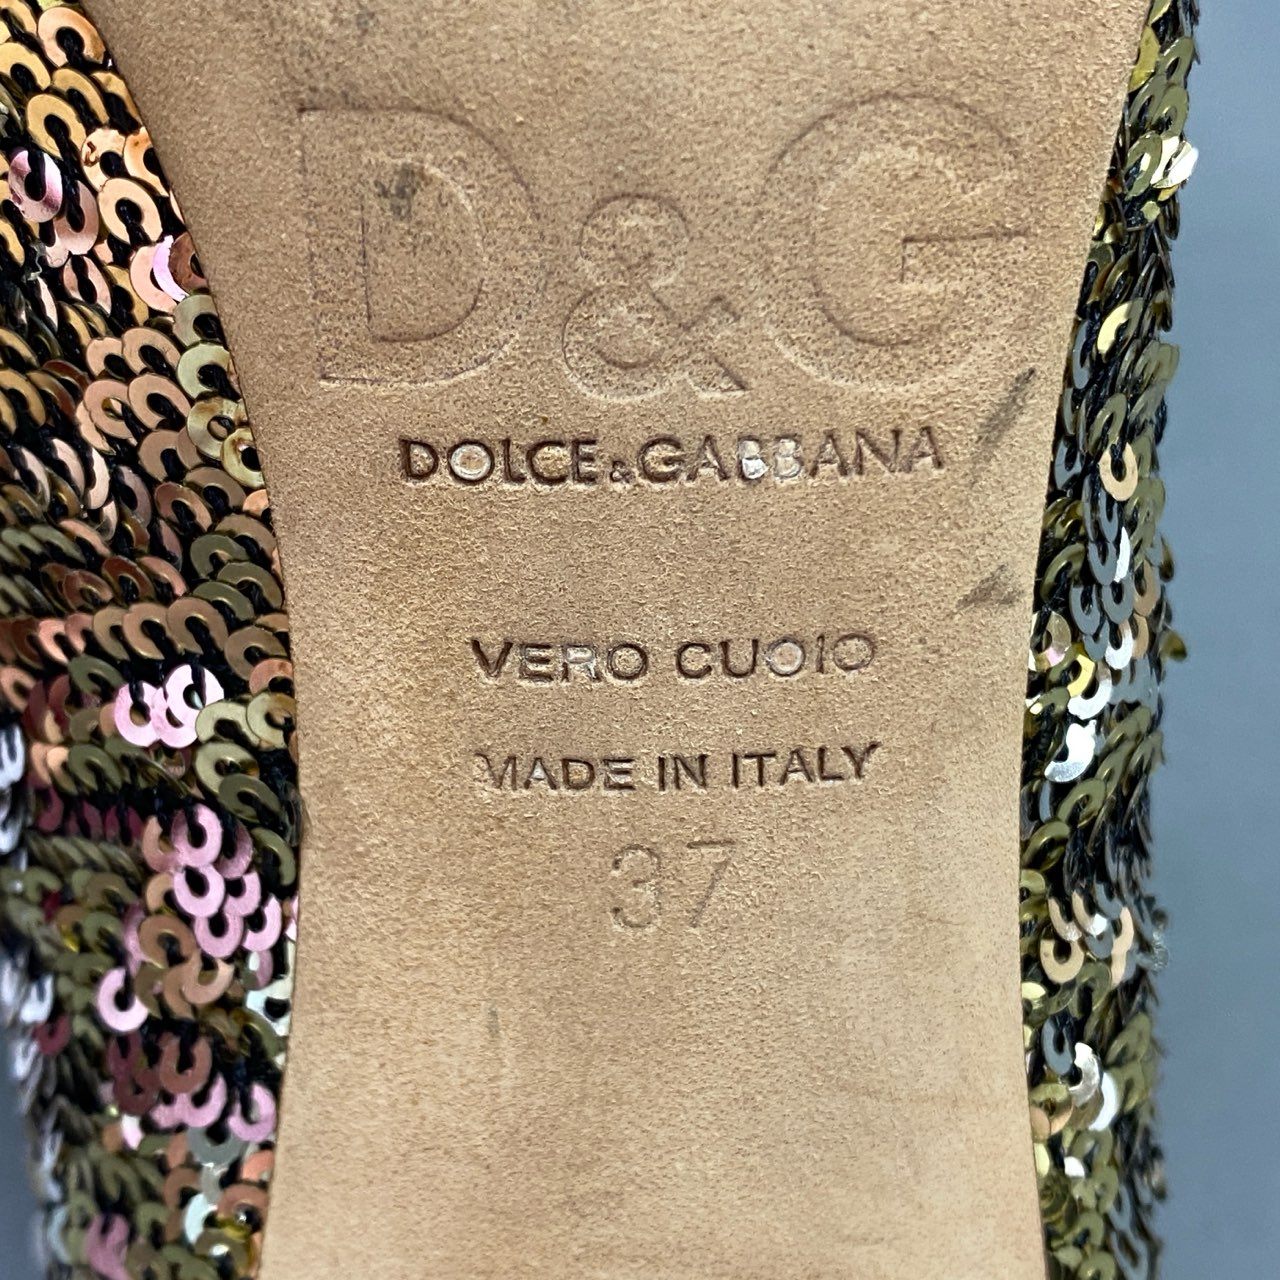 D&G
DOLCE&GABBANA
VERO CUOIO
MADE IN ITALY
37